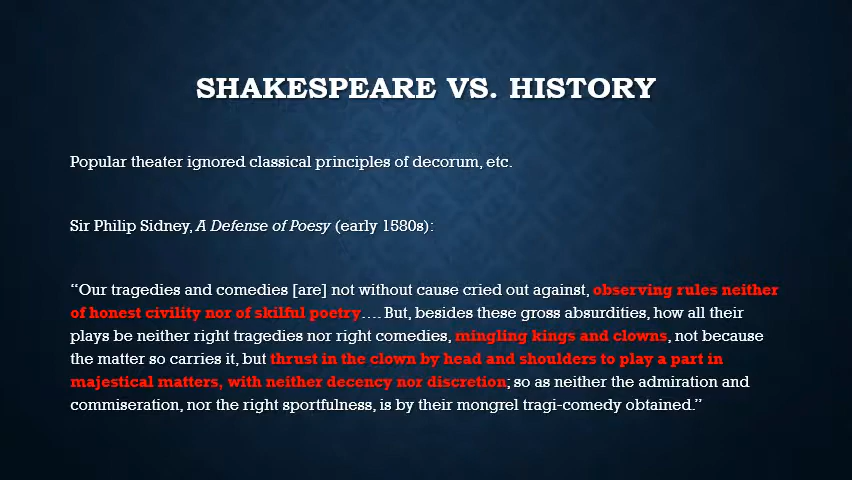 SHAKESPEARE VS. HISTORY
Popular theater ignored classical principles of decorum, etc.
Sir Philip Sidney, A Defense of Poesy (early 1580s):
“Our tragedies and comedies [are] not without cause cried out against, observing rules neither
of honest civility nor of skilful poetry…. But, besides these gross absurdities, how all their
plays be neither right tragedies nor right comedies, mingling kings and clowns, not because
the matter so carries it, but thrust in the clown by head and shoulders to play a part in
majestical matters, with neither decency nor discretion; so as neither the admiration and
commiseration, nor the right sportfulness, is by their mongrel tragi-comedy obtained.”